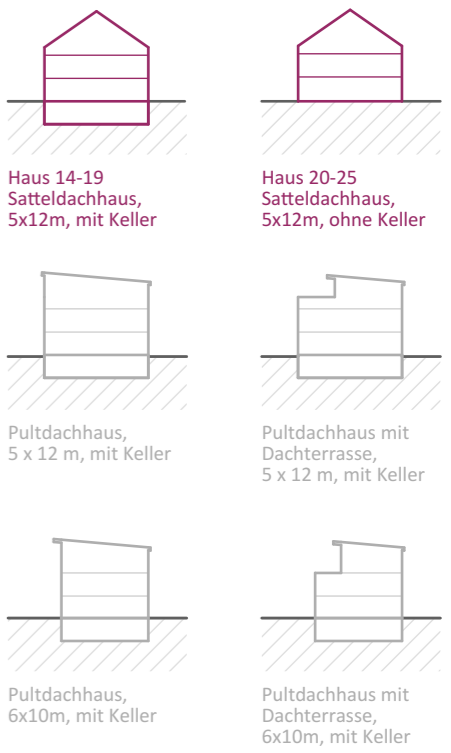 Haus 14-19
Satteldachhaus,
5x12m, mit Keller
Haus 20-25
Satteldachhaus,
5x12m, ohne Keller
Pultdachhaus,
5 x 12 m, mit Keller
Pultdachhaus mit
Dachterrasse,
5 x 12 m, mit Keller
Pultdachhaus,
6x10m, mit Keller
Pultdachhaus mit
Dachterrasse,
6x10m, mit Keller